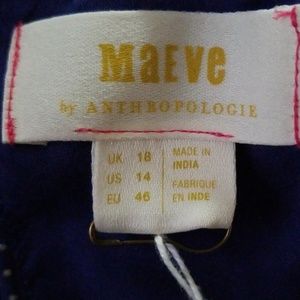 MaEve
by ANTHROPOLOGIE
UK 18
US 14
EU 46
MADE IN
INDIA
FABRIQUE
EN INDE